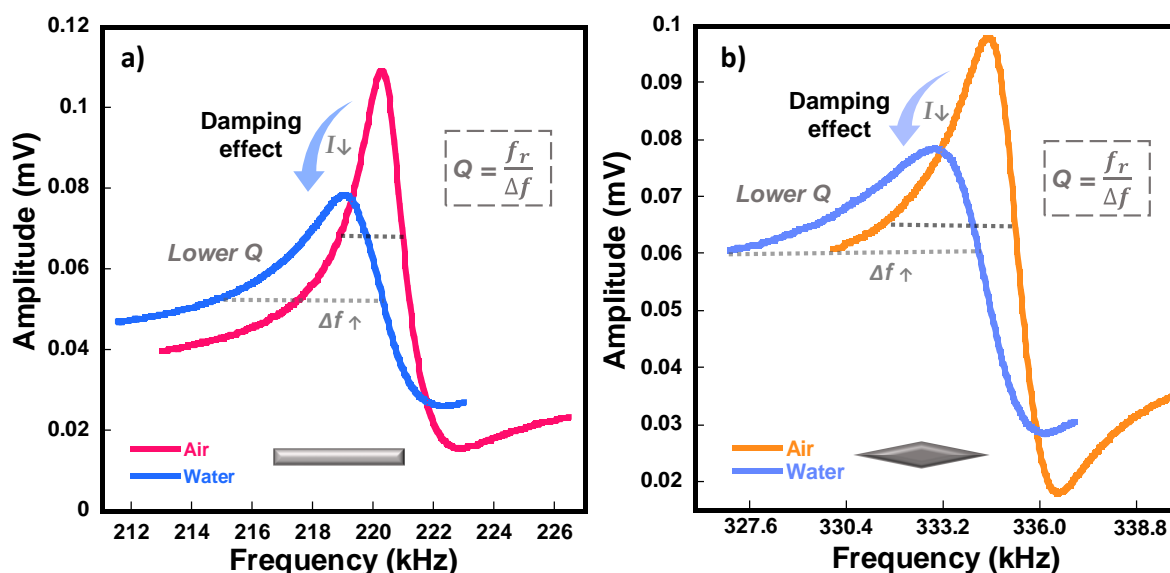 a)
0.12
0.1
0.08
0.06
0.04
0.02
0
Amplitude (mV)
Damping
effect
I↓
Q = f_r / Δf
Lower Q
Δf ↑
Air
Water
212 214 216 218 220 222 224 226
Frequency (kHz)
b)
0.1
0.09
0.08
0.07
0.06
0.05
0.04
0.03
0.02
Amplitude (mV)
Damping
effect
I↓
Q = f_r / Δf
Lower Q
Δf ↑
Air
Water
327.6 330.4 333.2 336.0 338.8
Frequency (kHz)